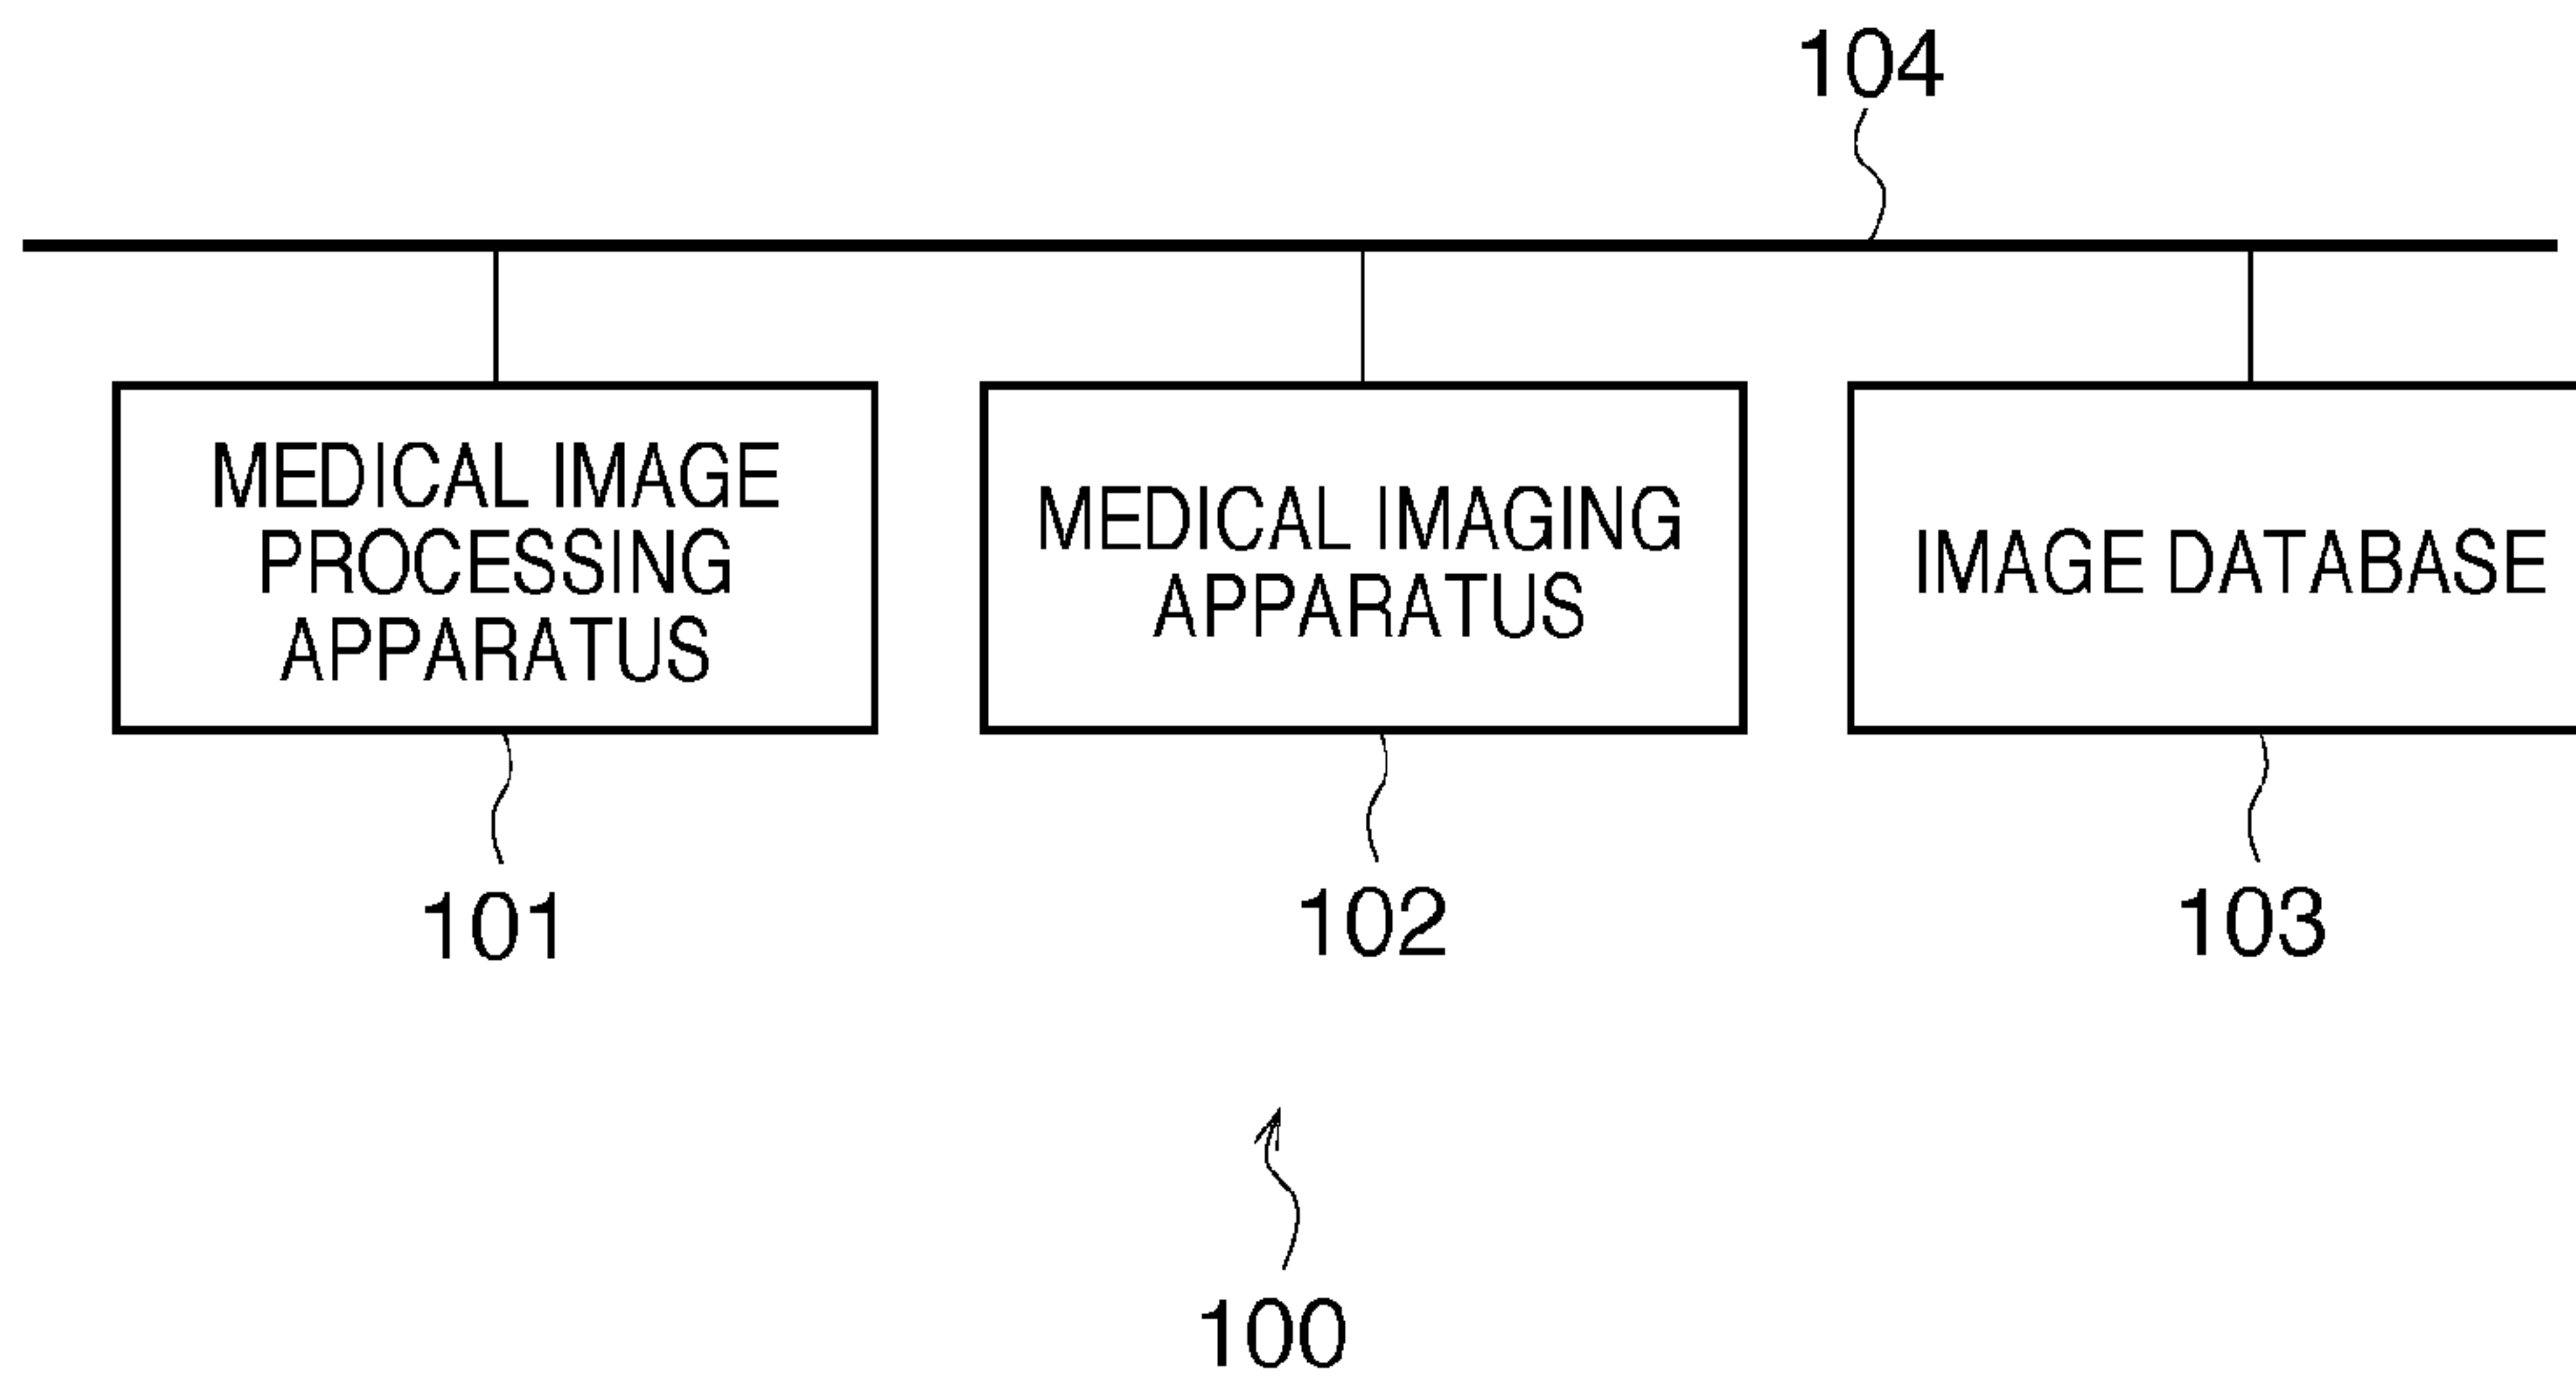 104
MEDICAL IMAGE
PROCESSING
APPARATUS
MEDICAL IMAGING
APPARATUS
IMAGE DATABASE
101
102
103
100